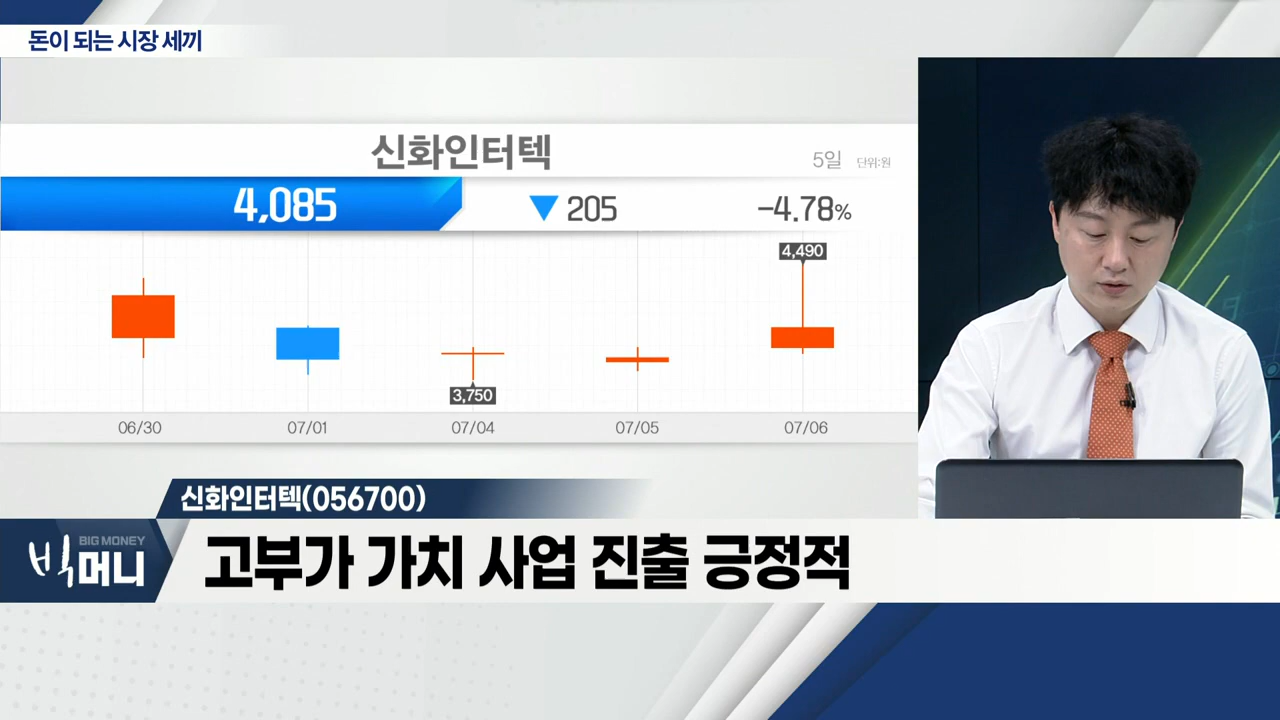 돈이 되는 시장 세끼
신화인터텍
5일 단위:원
4,085 ▼ 205 -4.78%
4,490
3,750
06/30 07/01 07/04 07/05 07/06
신화인터텍(056700)
BIG MONEY
빅머니
고부가 가치 사업 진출 긍정적